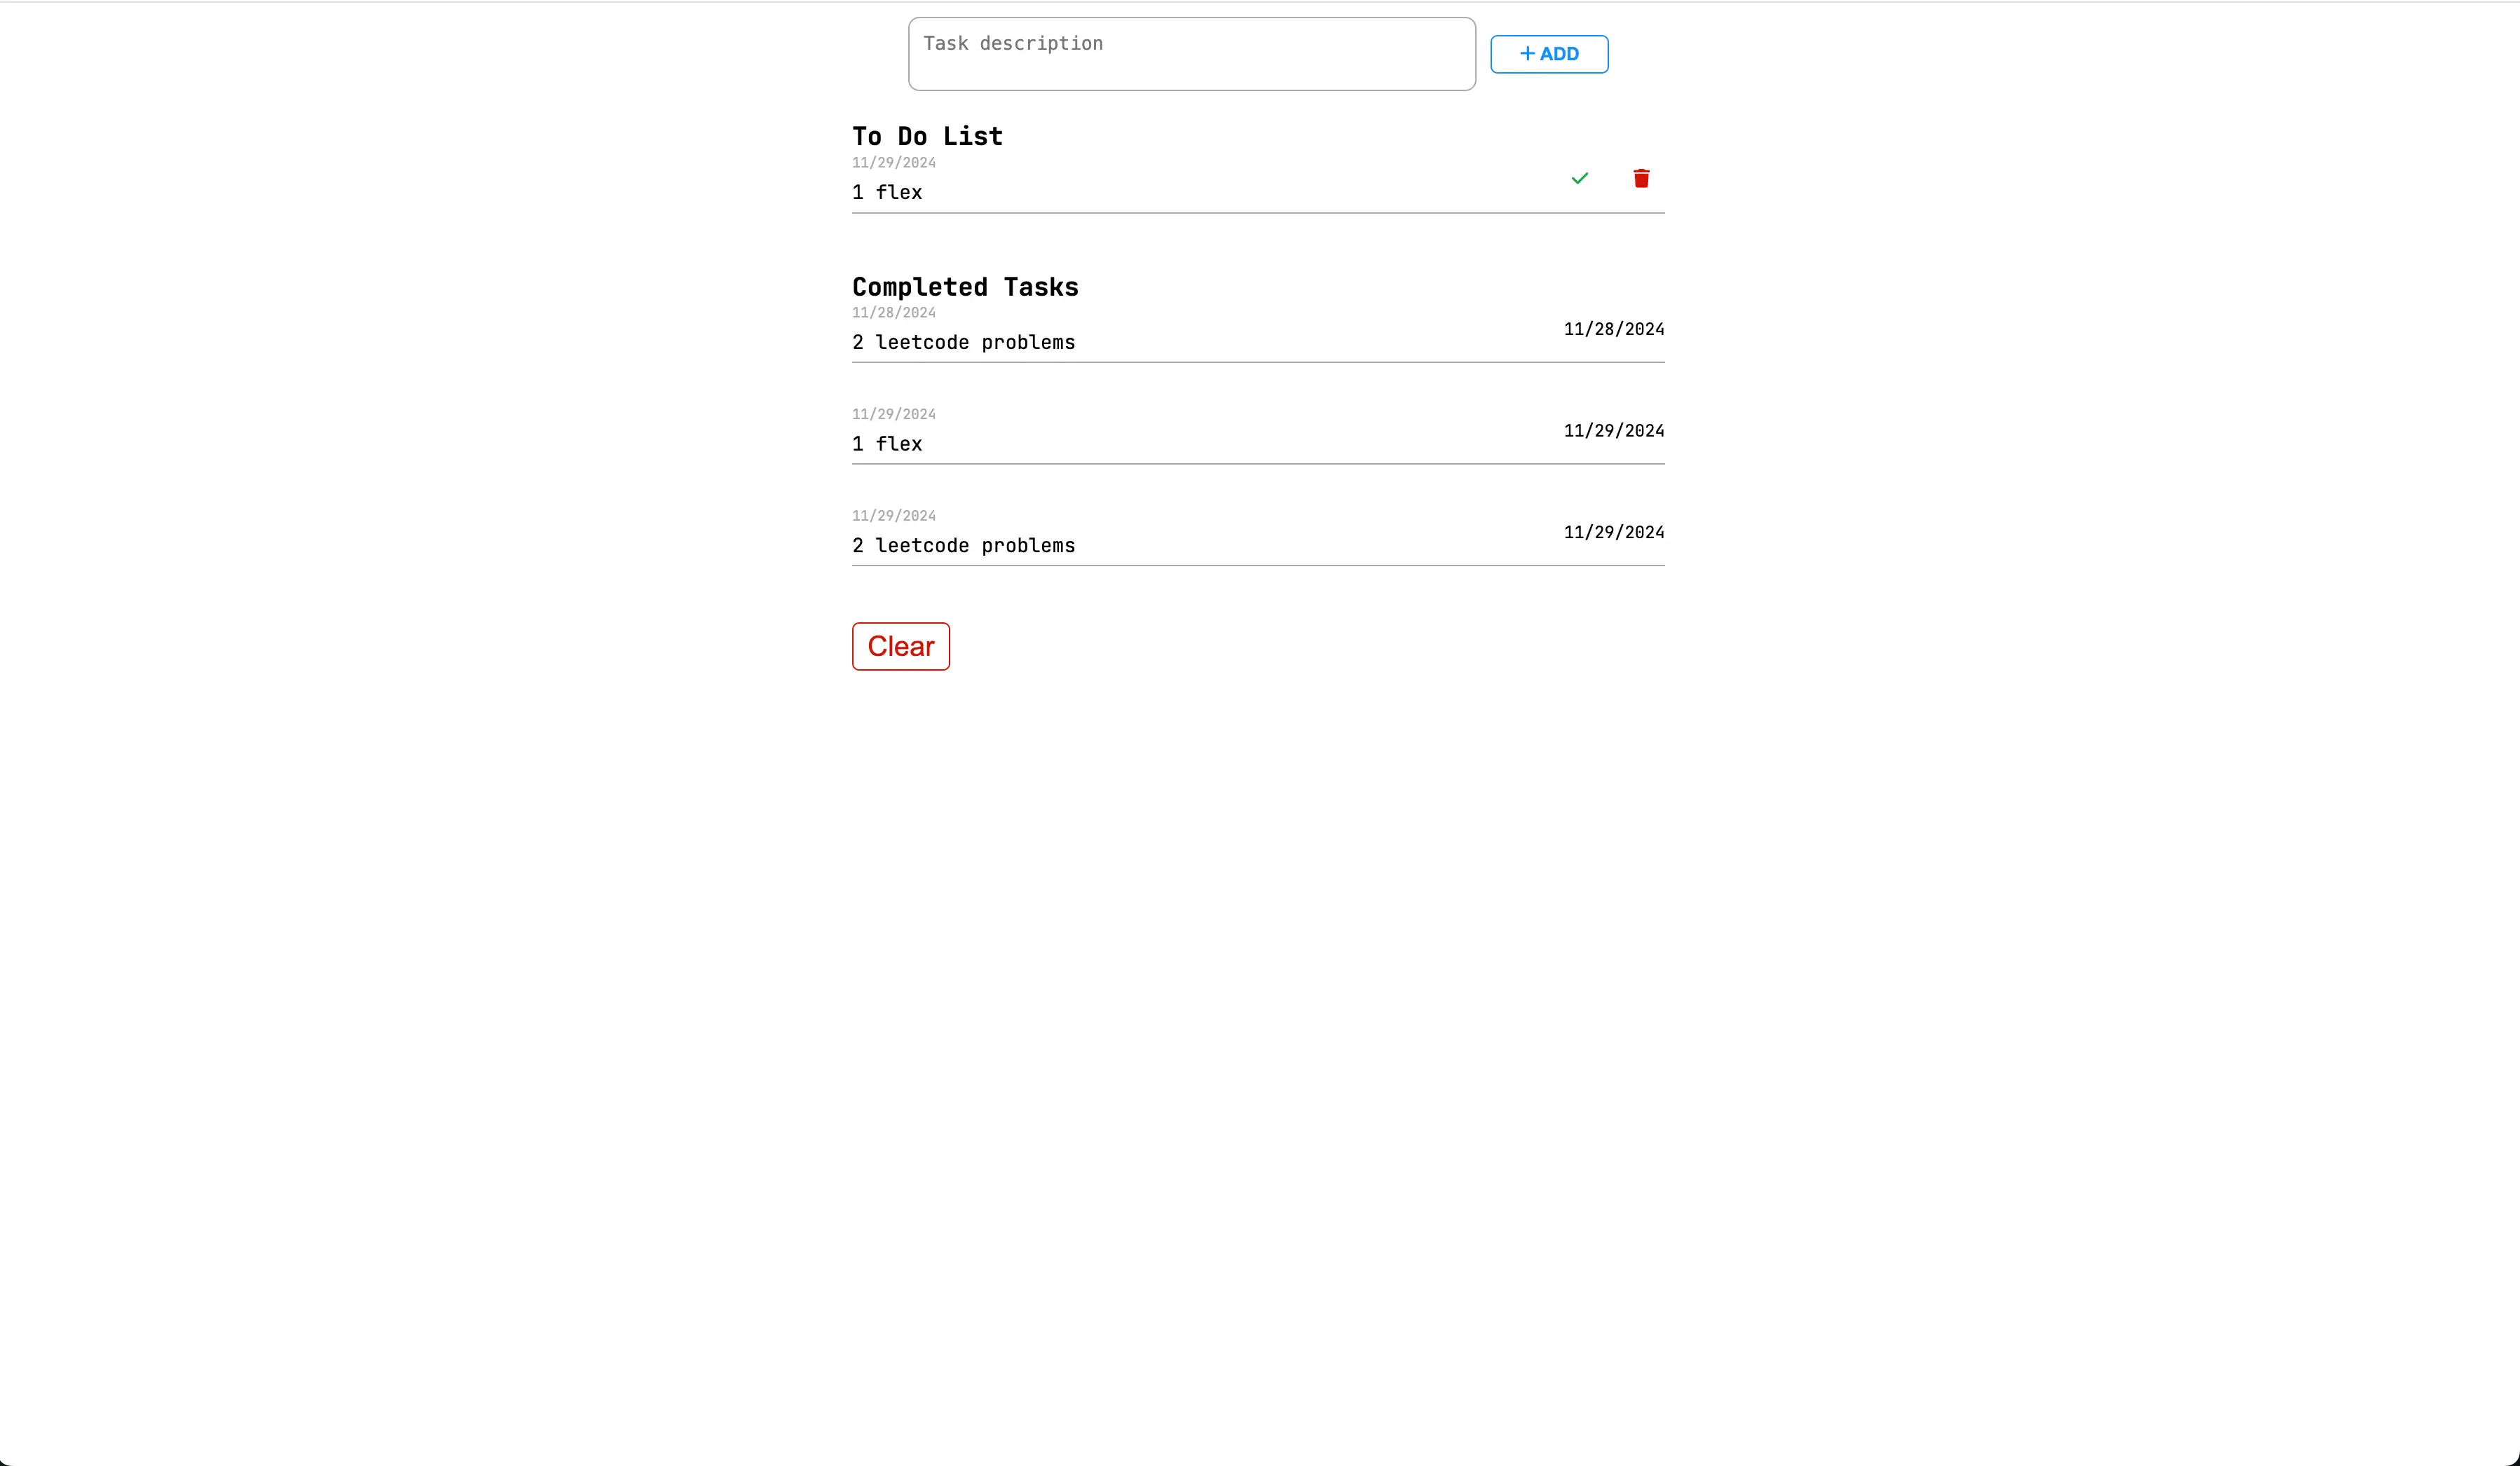 Task description
+ ADD
To Do List
11/29/2024
1 flex
Completed Tasks
11/28/2024
2 leetcode problems
11/28/2024
11/29/2024
1 flex
11/29/2024
11/29/2024
2 leetcode problems
11/29/2024
Clear